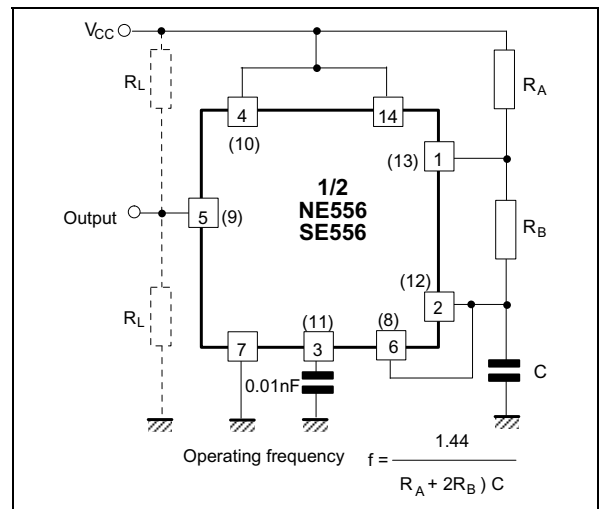 VCC
RL
RA
4
14
(10)
(13)
1
1/2
NE556
SE556
Output
5
(9)
RB
(12)
2
RL
(11)
(8)
7
3
6
0.01nF
C
Operating frequency
f = 1.44
RA + 2RB ) C